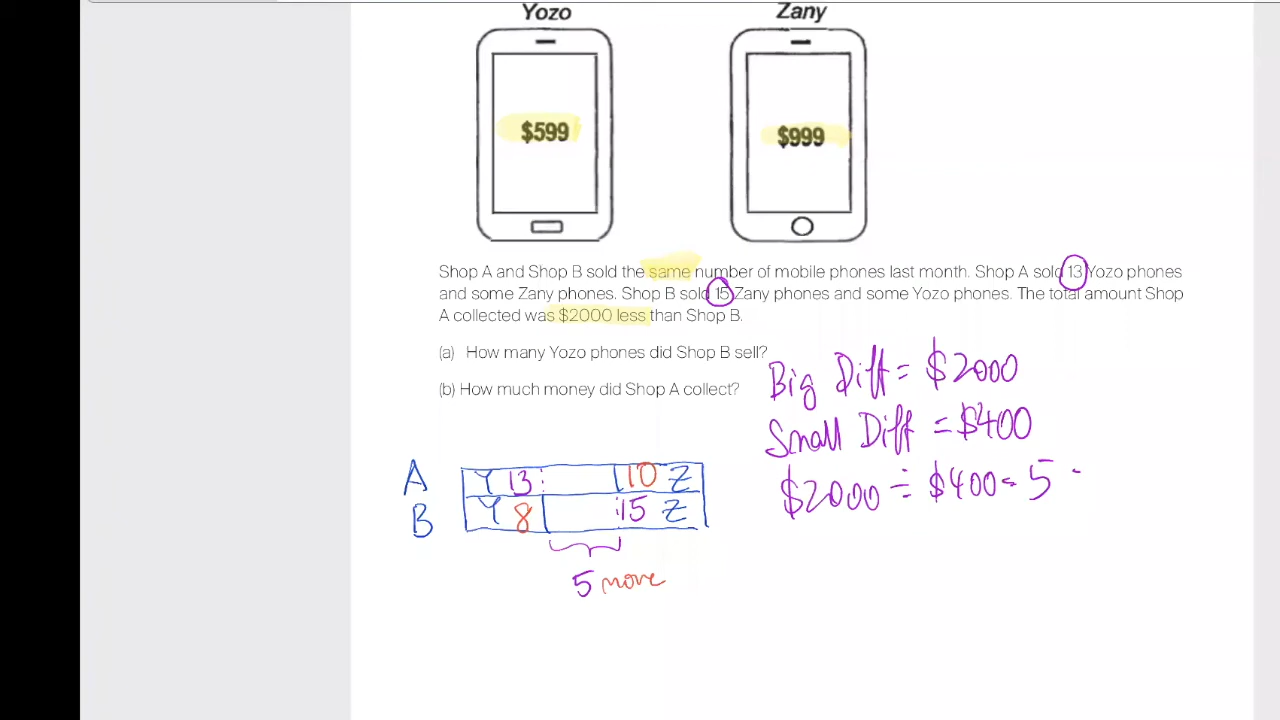 Yozo Zany
$599 $999
Shop A and Shop B sold the same number of mobile phones last month. Shop A sold 13 Yozo phones
and some Zany phones. Shop B sold 15 Zany phones and some Yozo phones. The total amount Shop
A collected was $2000 less than Shop B.
(a) How many Yozo phones did Shop B sell?
(b) How much money did Shop A collect?
Big Diff = $2000
Small Diff = $400
$2000 ÷ $400 = 5
A Y 13 10 Z
B Y 8 15 Z
5 more